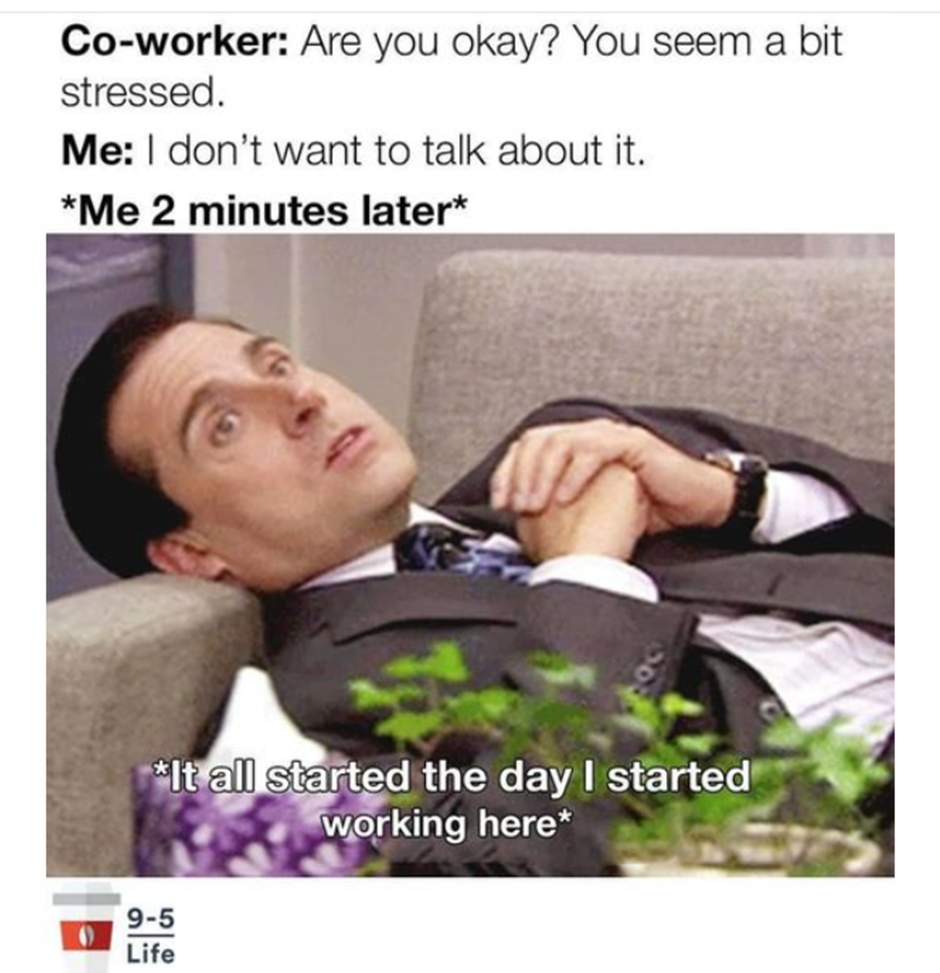 Co-worker: Are you okay? You seem a bit
stressed.
Me: I don't want to talk about it.
*Me 2 minutes later*
*It all started the day I started
working here*
9-5
Life